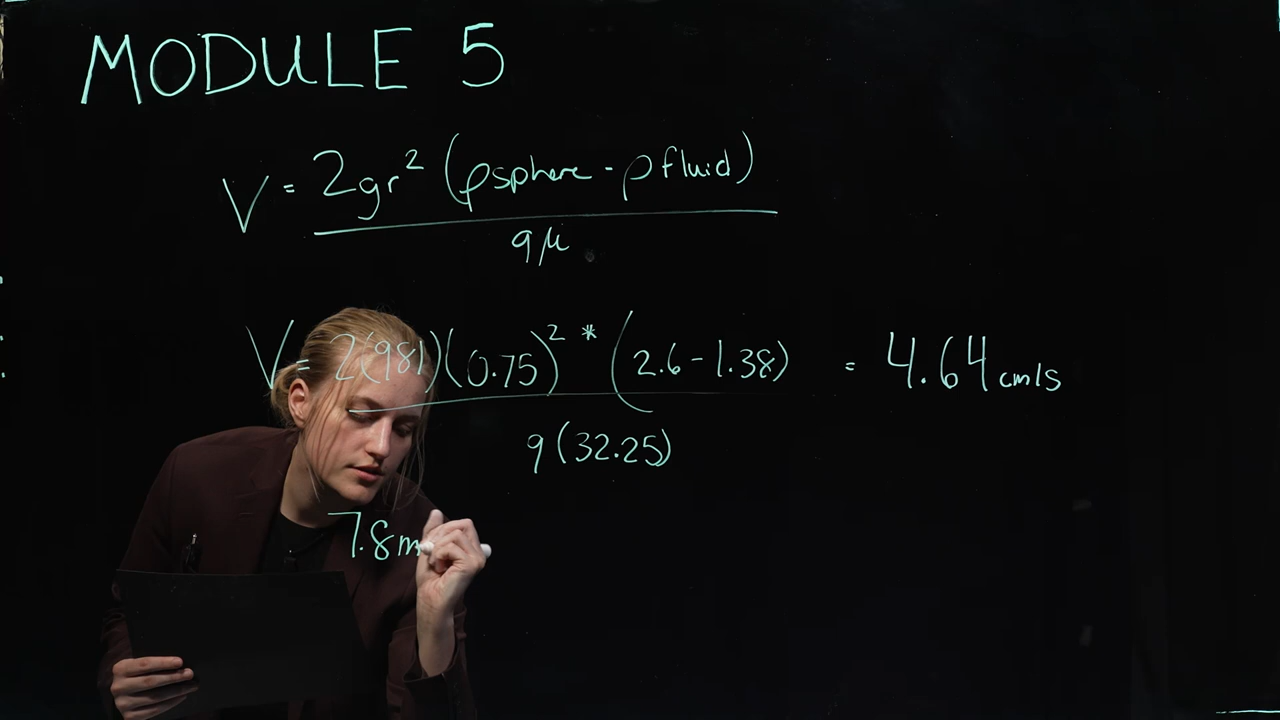 MODULE 5
V = 2gr² (ρsphere - ρfluid)
9μ
V = 2(981)(0.75)² * (2.6-1.38) = 4.64 cm/s
9(32.25)
7.8m